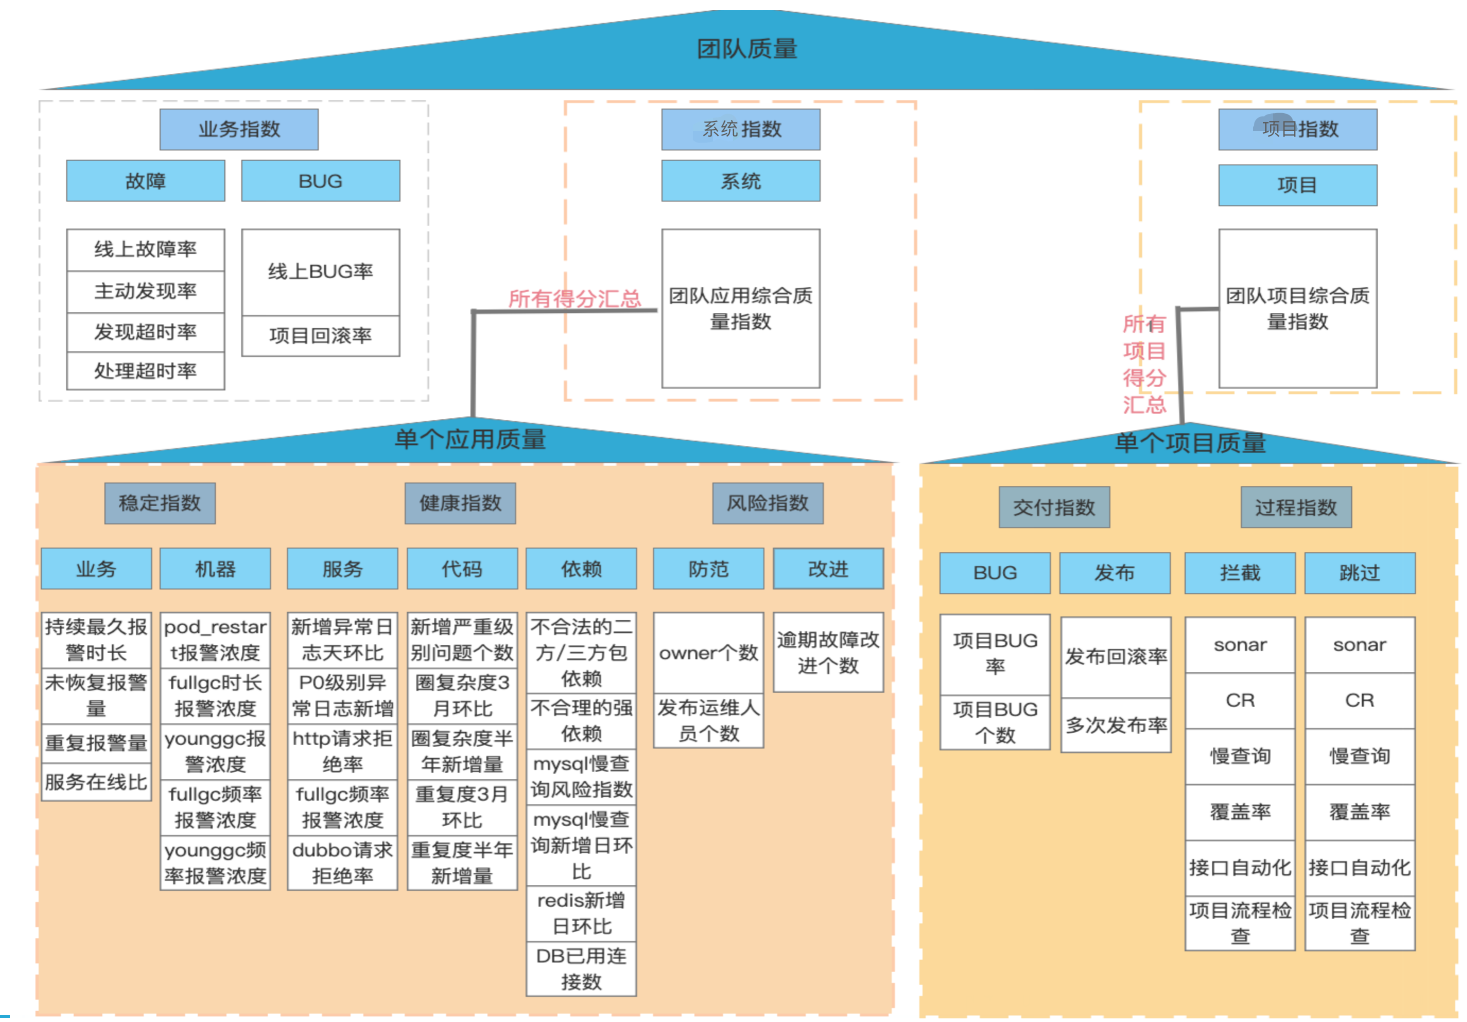 团队质量
业务指数
故障
BUG
线上故障率
主动发现率
发现超时率
处理超时率
线上BUG率
项目回滚率
系统指数
系统
团队应用综合质
量指数
所有得分汇总
项目指数
项目
团队项目综合质
量指数
所有
项目
得分
汇总
单个应用质量
稳定指数
健康指数
风险指数
业务
持续最久报
警时长
未恢复报警
量
重复报警量
服务在线比
机器
pod_restar
t报警浓度
fullgc时长
报警浓度
younggc报
警浓度
fullgc频率
报警浓度
younggc频
率报警浓度
服务
新增异常日
志天环比
P0级别异
常日志新增
http请求拒
绝率
fullgc频率
报警浓度
dubbo请求
拒绝率
代码
新增严重级
别问题个数
圈复杂度3
月环比
圈复杂度半
年新增量
重复度3月
环比
重复度半年
新增量
依赖
不合法的二
方/三方包
依赖
不合理的强
依赖
mysql慢查
询风险指数
mysql慢查
询新增日环
比
redis新增
日环比
DB已用连
接数
防范
owner个数
发布运维人
员个数
改进
逾期故障改
进个数
单个项目质量
交付指数
过程指数
BUG
项目BUG
率
项目BUG
个数
发布
发布回滚率
多次发布率
拦截
sonar
CR
慢查询
覆盖率
接口自动化
项目流程检
查
跳过
sonar
CR
慢查询
覆盖率
接口自动化
项目流程检
查